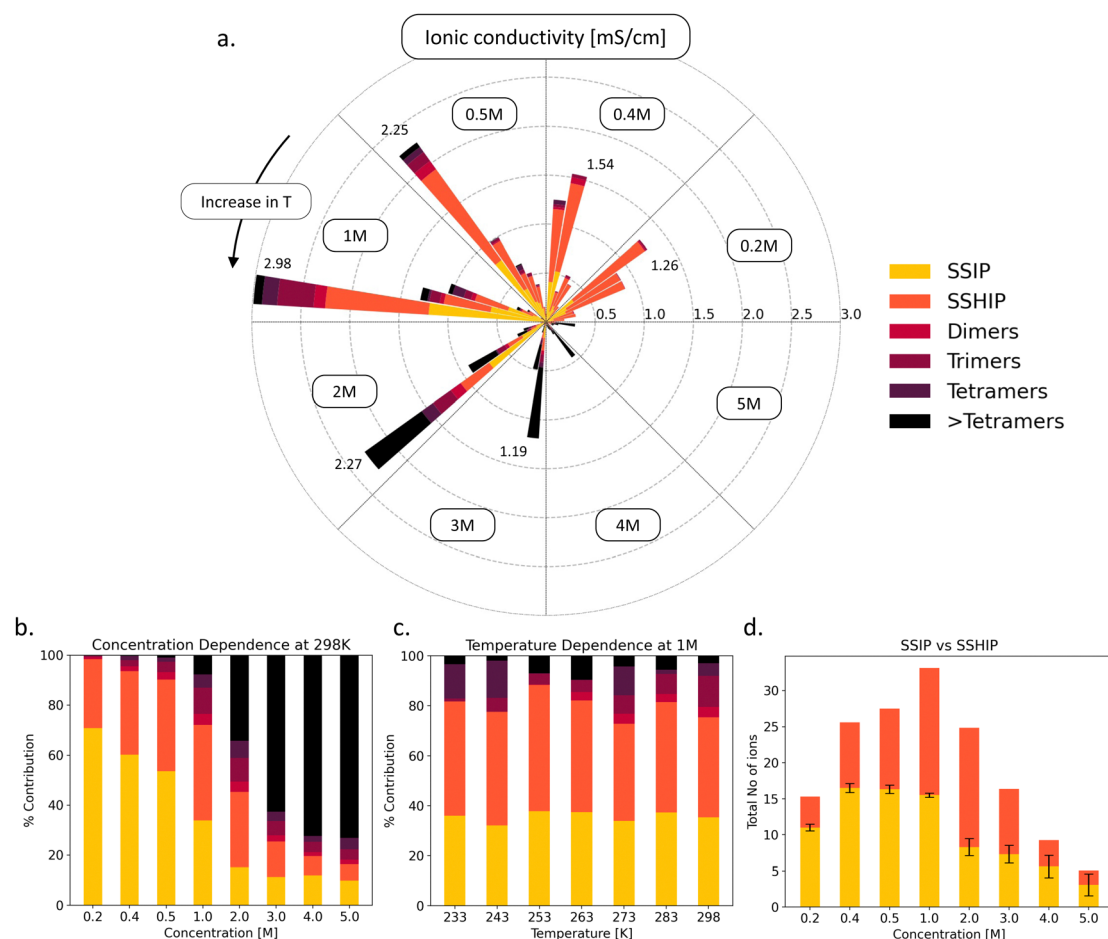 a.
Ionic conductivity [mS/cm]
0.5M
0.4M
2.25
1.54
Increase in T
1M
0.2M
2.98
1.26
0.5 1.0 1.5 2.0 2.5 3.0
SSIP
SSHIP
Dimers
Trimers
Tetramers
>Tetramers
2M
5M
2.27
1.19
3M
4M
b.
Concentration Dependence at 298K
% Contribution
100
80
60
40
20
0
0.2 0.4 0.5 1.0 2.0 3.0 4.0 5.0
Concentration [M]
c.
Temperature Dependence at 1M
% Contribution
100
80
60
40
20
0
233 243 253 263 273 283 298
Temperature [K]
d.
SSIP vs SSHIP
Total No of ions
30
25
20
15
10
5
0
0.2 0.4 0.5 1.0 2.0 3.0 4.0 5.0
Concentration [M]